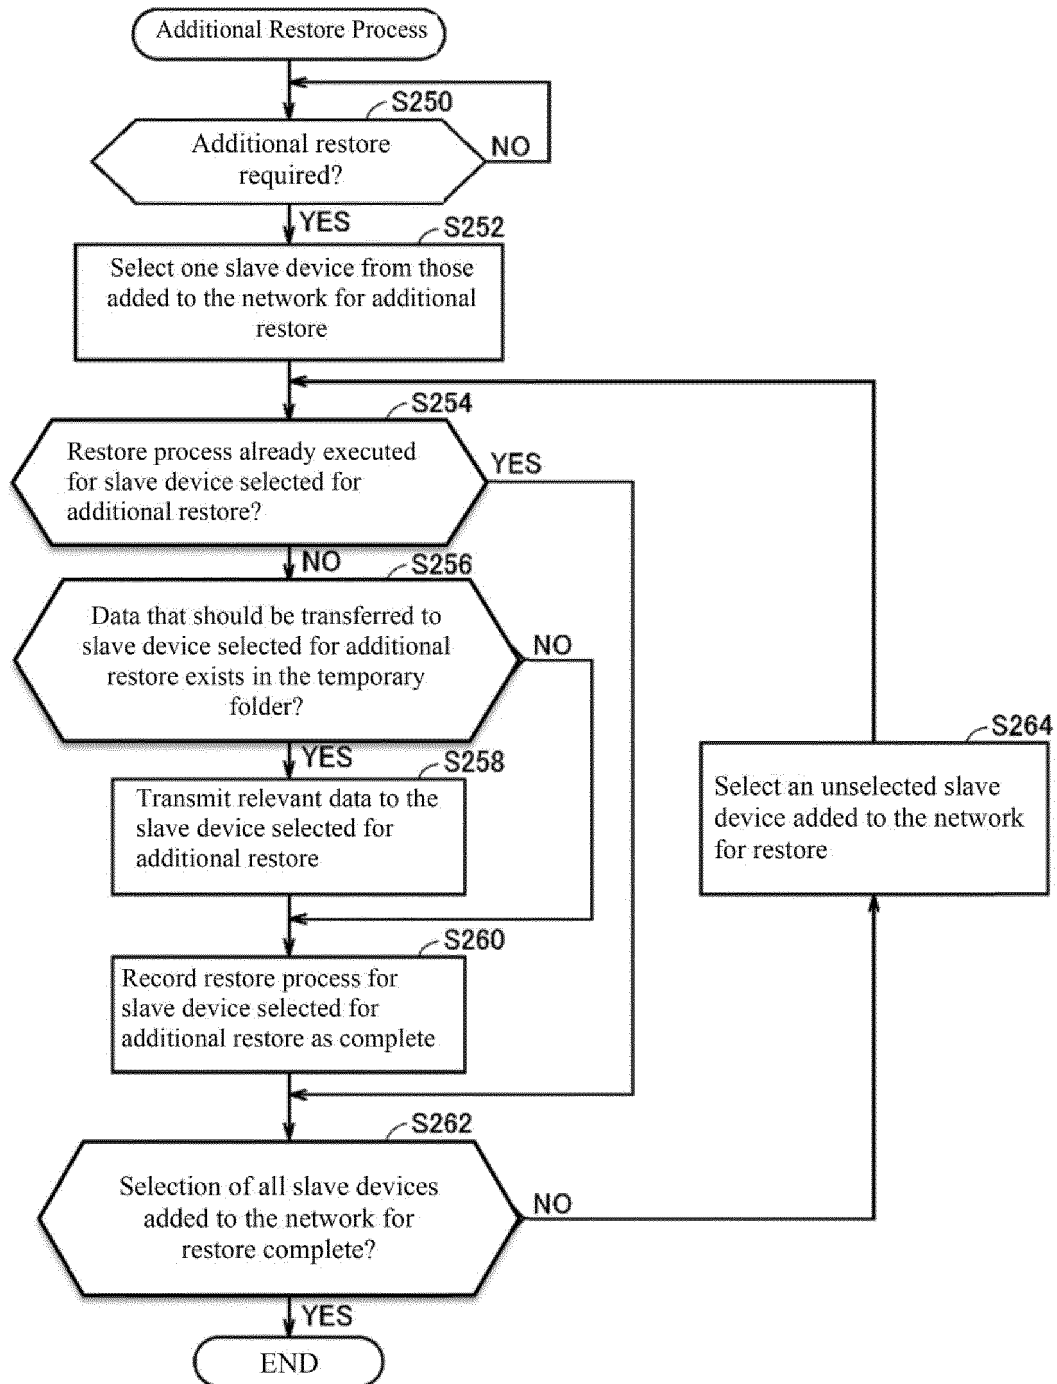 Additional Restore Process
S250
Additional restore
required?
NO
YES
S252
Select one slave device from those
added to the network for additional
restore
S254
Restore process already executed
for slave device selected for
additional restore?
YES
NO
S256
Data that should be transferred to
slave device selected for additional
restore exists in the temporary
folder?
NO
YES
S258
Transmit relevant data to the
slave device selected for
additional restore
S264
Select an unselected slave
device added to the network
for restore
S260
Record restore process for
slave device selected for
additional restore as complete
S262
Selection of all slave devices
added to the network for
restore complete?
NO
YES
END